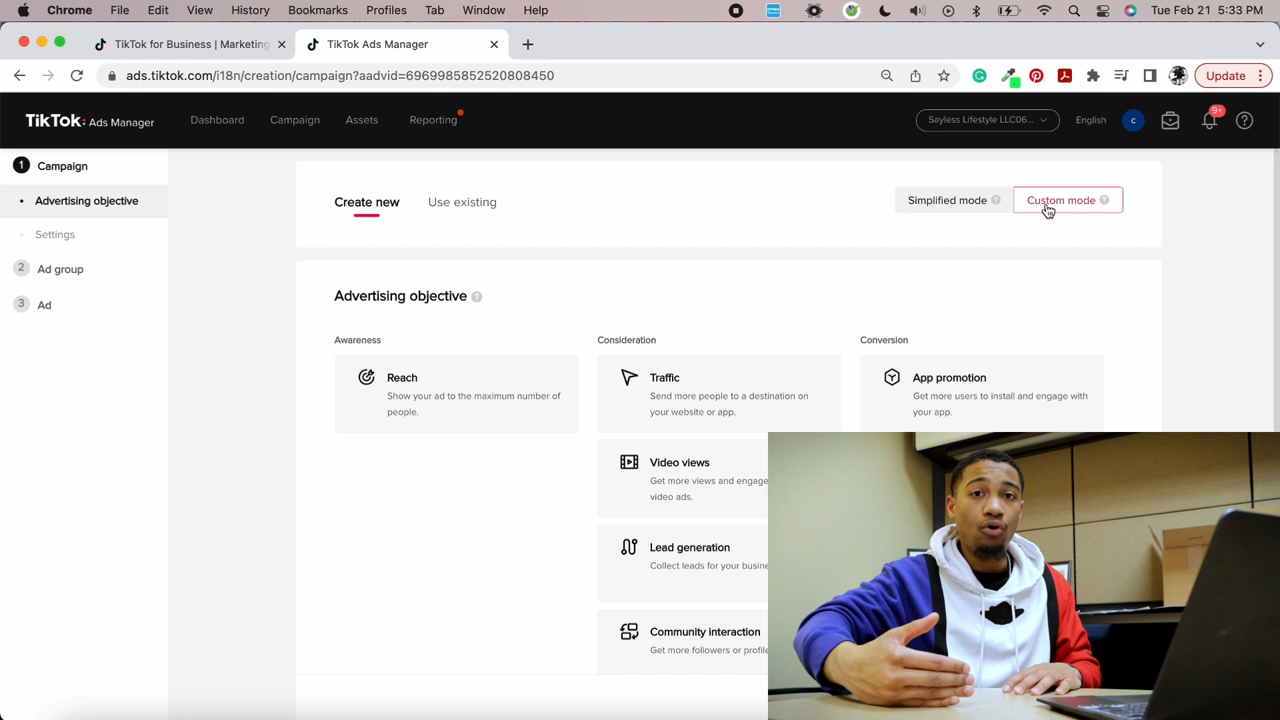 Chrome File Edit View History Bookmarks Profiles Tab Window Help Tue Feb 21 5:33 PM
TikTok for Business | Marketing
TikTok Ads Manager
ads.tiktok.com/i18n/creation/campaign?aadvid=6969985852520808450
Update
TikTok: Ads Manager
Dashboard
Campaign
Assets
Reporting
Sayless Lifestyle LLC06...
English
c
9+
1 Campaign
Advertising objective
Settings
2 Ad group
3 Ad
Create new
Use existing
Simplified mode ?
Custom mode ?
Advertising objective ?
Awareness
Reach
Show your ad to the maximum number of
people.
Consideration
Traffic
Send more people to a destination on
your website or app.
Video views
Get more views and engage
video ads.
Lead generation
Collect leads for your busine
Community interaction
Get more followers or profile
Conversion
App promotion
Get more users to install and engage with
your app.